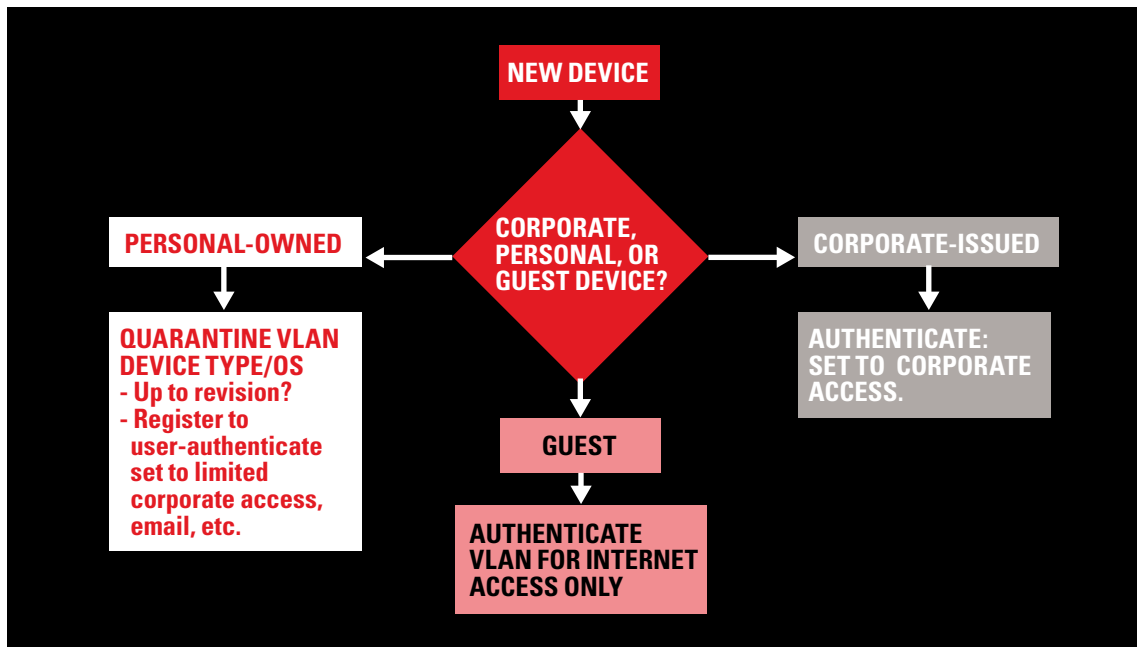 NEW DEVICE
CORPORATE,
PERSONAL, OR
GUEST DEVICE?
PERSONAL-OWNED
QUARANTINE VLAN
DEVICE TYPE/OS
- Up to revision?
- Register to
user-authenticate
set to limited
corporate access,
email, etc.
GUEST
AUTHENTICATE
VLAN FOR INTERNET
ACCESS ONLY
CORPORATE-ISSUED
AUTHENTICATE:
SET TO CORPORATE
ACCESS.